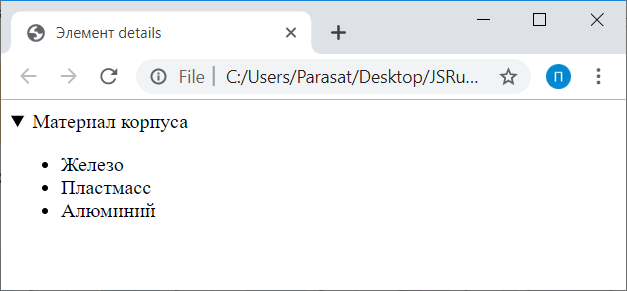 Элемент details
File C:/Users/Parasat/Desktop/JSRu...
П
Материал корпуса
Железо
Пластмасс
Алюминий